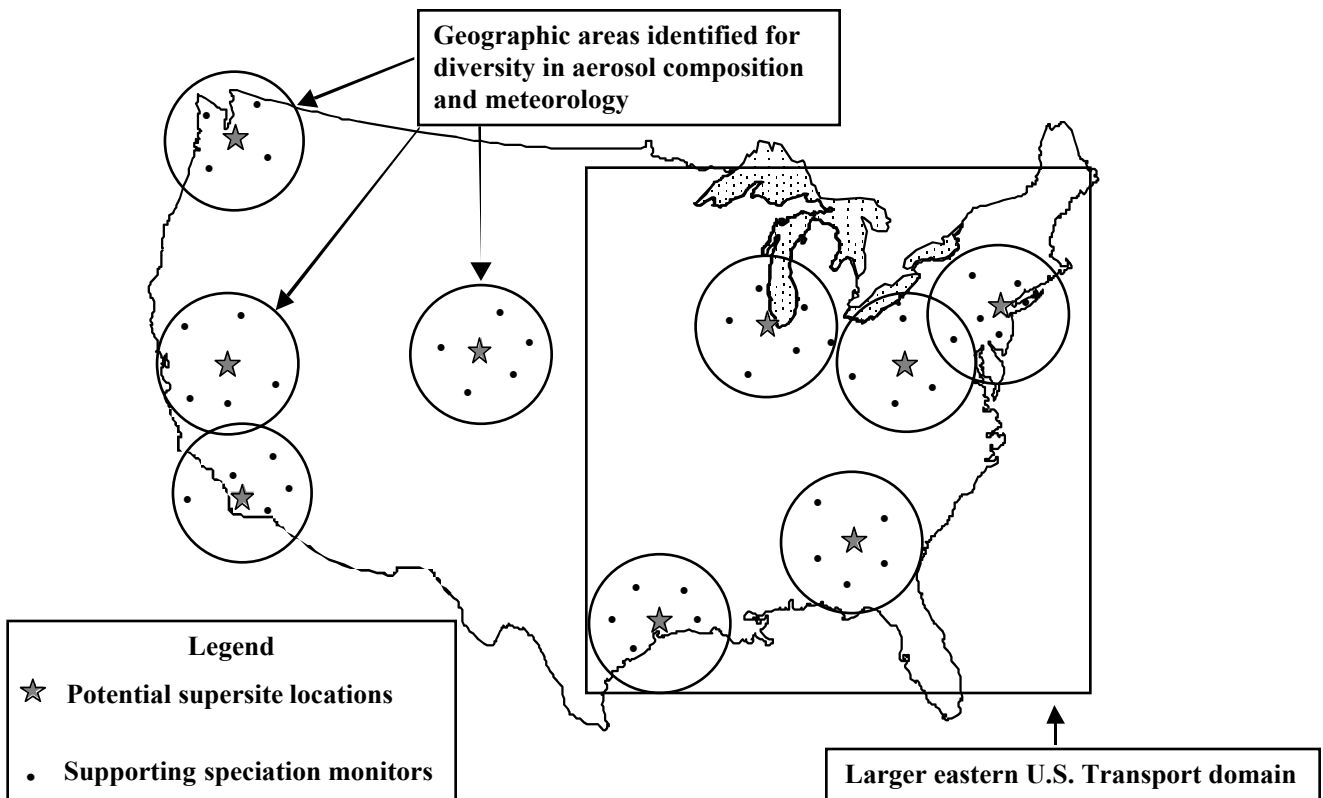 Geographic areas identified for
diversity in aerosol composition
and meteorology
Legend
Potential supersite locations
Supporting speciation monitors
Larger eastern U.S. Transport domain